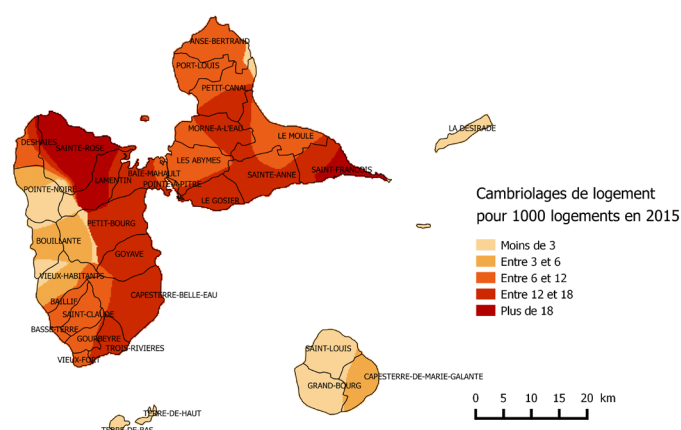 ANSE-BERTRAND
PORT-LOUIS
PETIT-CANAL
LA DESIRADE
MORNE-A-L'EAU
LE MOULE
DESHAIES
SAINTE-ROSE
LES ABYMES
SAINT-FRANCOIS
BAIE-MAHAULT
SAINTE-ANNE
LAMENTIN
POINTE-A-PITRE
POINTE-NOIRE
LE GOSIER
Cambriolages de logement
pour 1000 logements en 2015
PETIT-BOURG
BOUILLANTE
Moins de 3
GOYAVE
Entre 3 et 6
VIEUX-HABITANTS
Entre 6 et 12
CAPESTERRE-BELLE-EAU
Entre 12 et 18
BAILLIF
Plus de 18
SAINT-CLAUDE
BASSE-TERRE
GOURBEYRE
TROIS-RIVIERES
SAINT-LOUIS
VIEUX-FORT
CAPESTERRE-DE-MARIE-GALANTE
GRAND-BOURG
0 5 10 15 20 km
TERRE-DE-HAUT
TERRE-DE-BAS